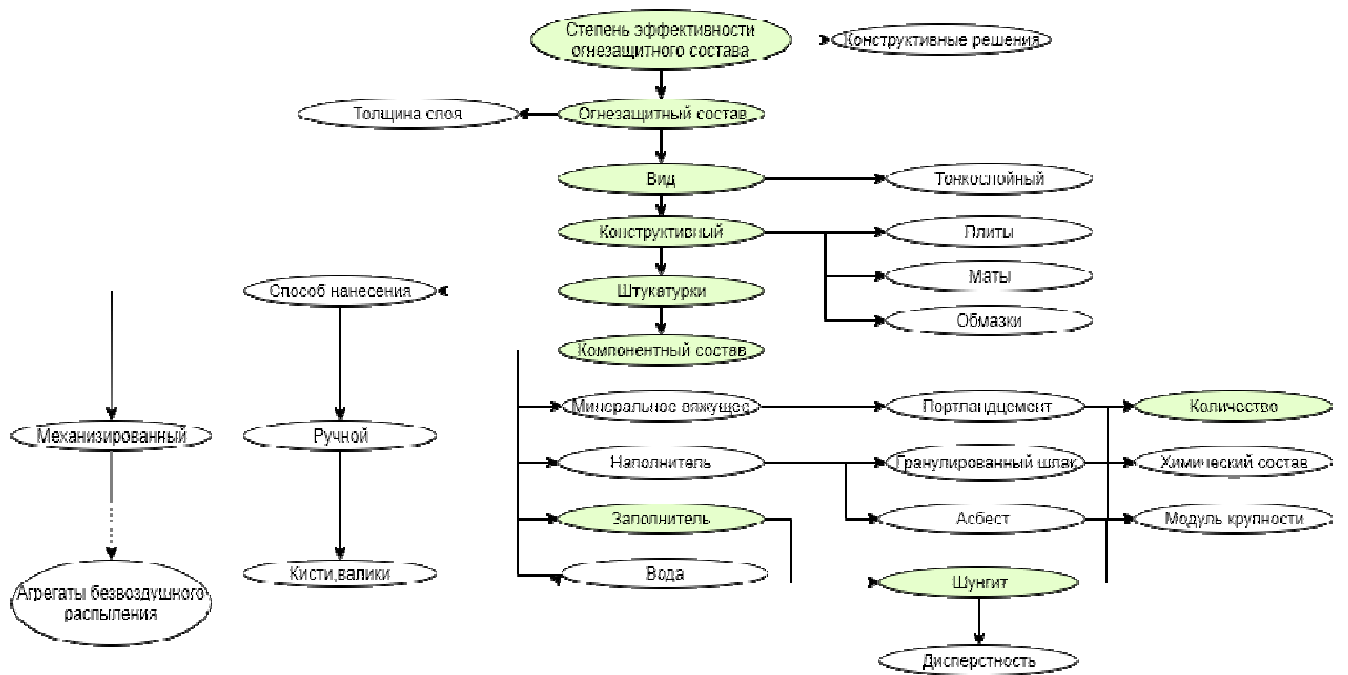 Степень эффективности
огнезащитного состава
Конструктивные решения
Толщина слоя
Огнезащитный состав
Вид
Тонкослойный
Конструктивный
Плиты
Маты
Способ нанесения
Штукатурки
Обмазки
Компонентный состав
Минеральное вяжущее
Портландцемент
Количество
Механизированный
Ручной
Наполнитель
Гранулированный шлак
Химический состав
Заполнитель
Асбест
Модуль крупности
Кисти,валики
Вода
Шунгит
Агрегаты безвоздушного
распыления
Дисперстность